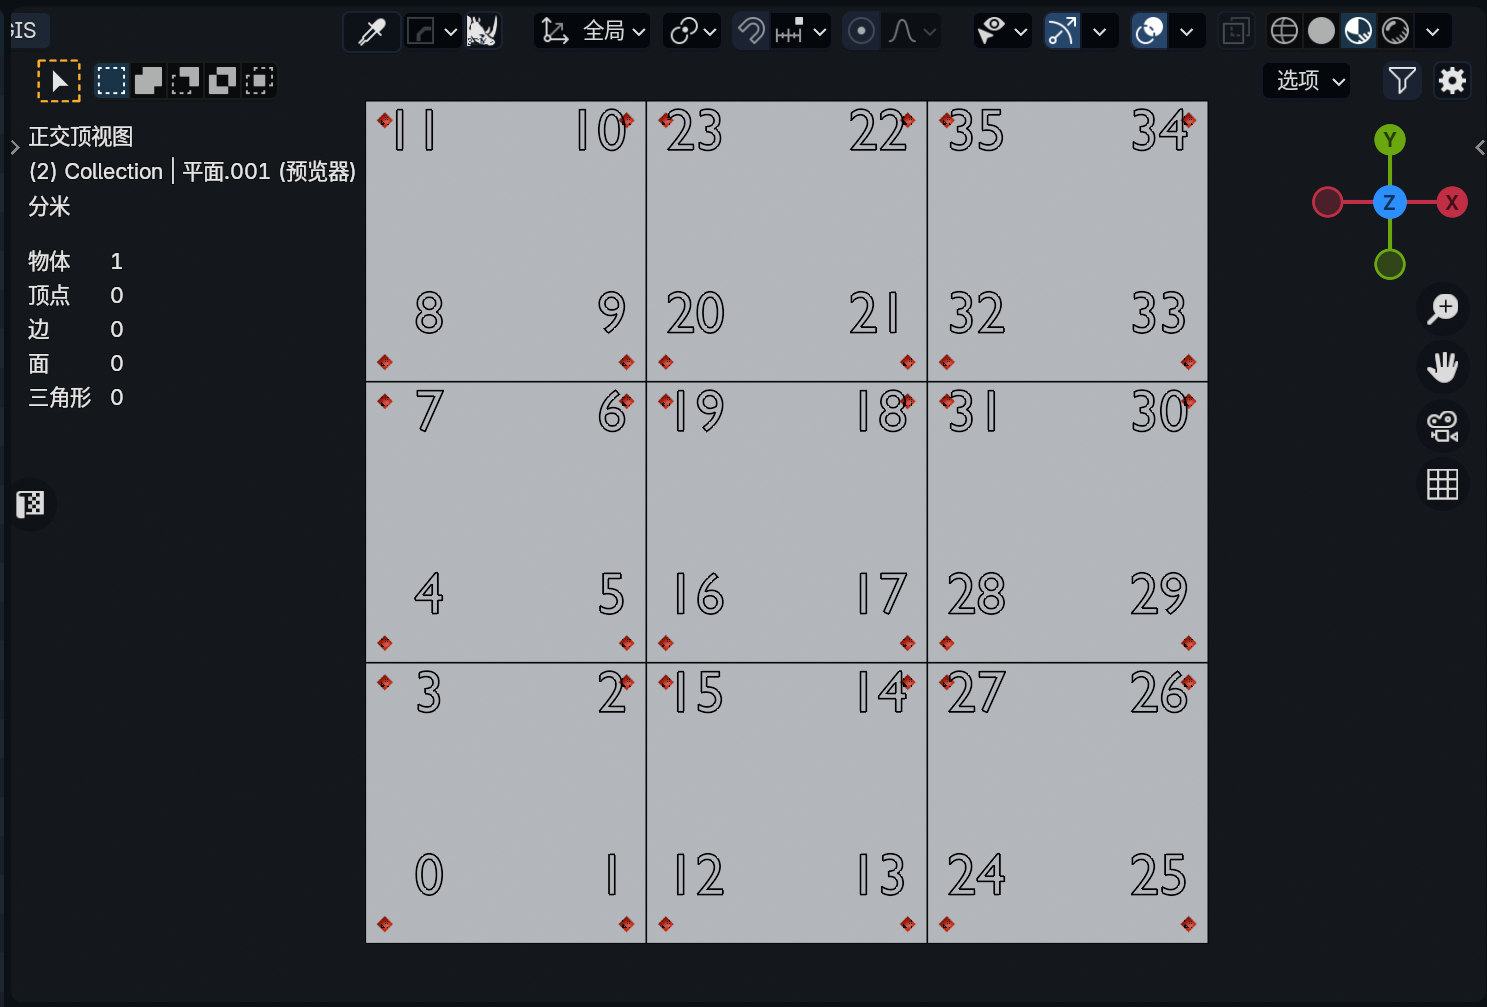 GIS
全局
选项
正交顶视图
(2) Collection | 平面.001 (预览器)
分米
物体 1
顶点 0
边 0
面 0
三角形 0
Y
Z X
11 10 23 22 35 34
8 9 20 21 32 33
7 6 19 18 31 30
4 5 16 17 28 29
3 2 15 14 27 26
0 1 12 13 24 25